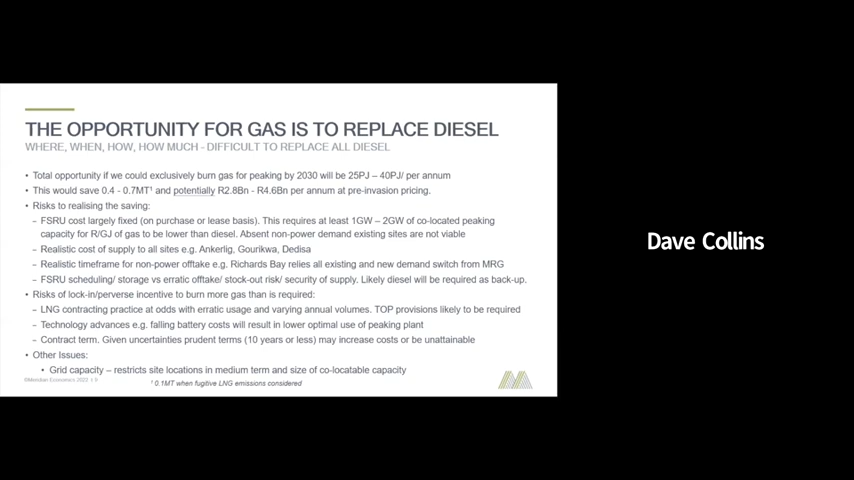 THE OPPORTUNITY FOR GAS IS TO REPLACE DIESEL
WHERE, WHEN, HOW, HOW MUCH - DIFFICULT TO REPLACE ALL DIESEL
• Total opportunity if we could exclusively burn gas for peaking by 2030 will be 25PJ – 40PJ/ per annum
• This would save 0.4 - 0.7MT¹ and potentially R2.8Bn - R4.6Bn per annum at pre-invasion pricing.
• Risks to realising the saving:
– FSRU cost largely fixed (on purchase or lease basis). This requires at least 1GW – 2GW of co-located peaking
capacity for R/GJ of gas to be lower than diesel. Absent non-power demand existing sites are not viable
– Realistic cost of supply to all sites e.g. Ankerlig, Gourikwa, Dedisa
– Realistic timeframe for non-power offtake e.g. Richards Bay relies all existing and new demand switch from MRG
– FSRU scheduling/ storage vs erratic offtake/ stock-out risk/ security of supply. Likely diesel will be required as back-up.
• Risks of lock-in/perverse incentive to burn more gas than is required:
– LNG contracting practice at odds with erratic usage and varying annual volumes. TOP provisions likely to be required
– Technology advances e.g. falling battery costs will result in lower optimal use of peaking plant
– Contract term. Given uncertainties prudent terms (10 years or less) may increase costs or be unattainable
• Other Issues:
• Grid capacity – restricts site locations in medium term and size of co-locatable capacity
©Meridian Economics 2022 | 9
¹ 0.1MT when fugitive LNG emissions considered
Dave Collins